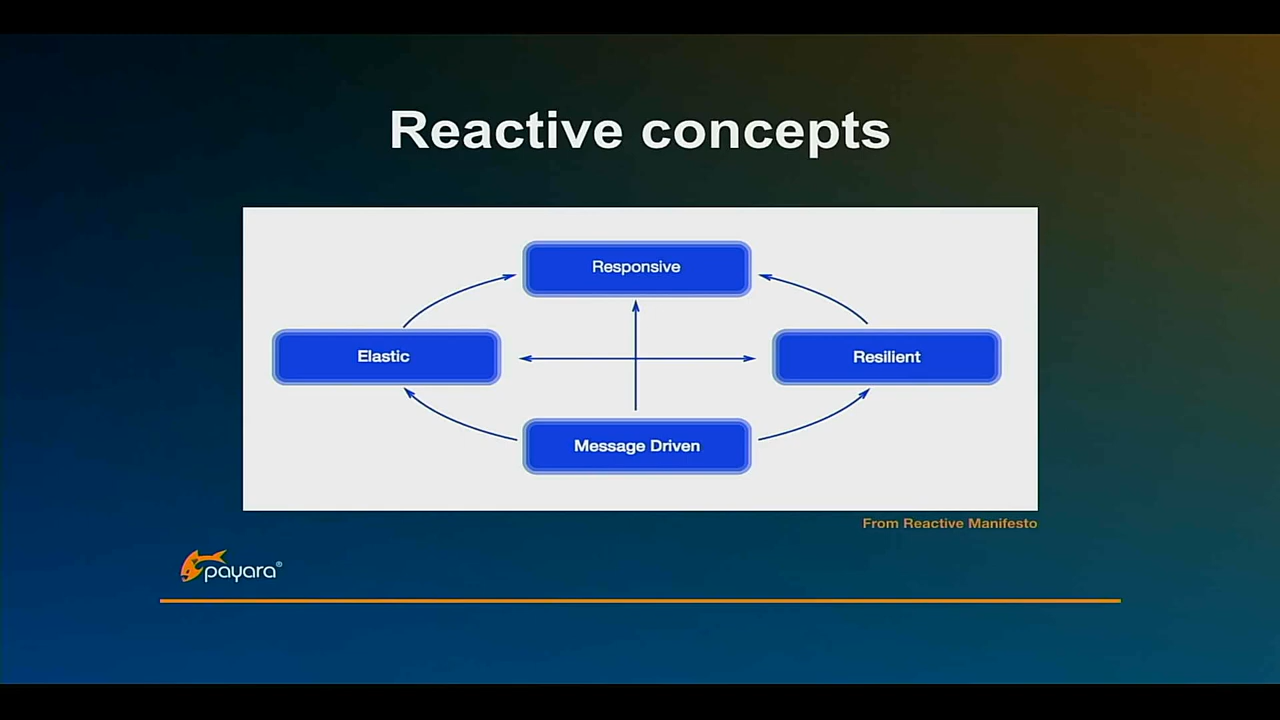 Reactive concepts
Responsive
Elastic
Resilient
Message Driven
From Reactive Manifesto
payara®